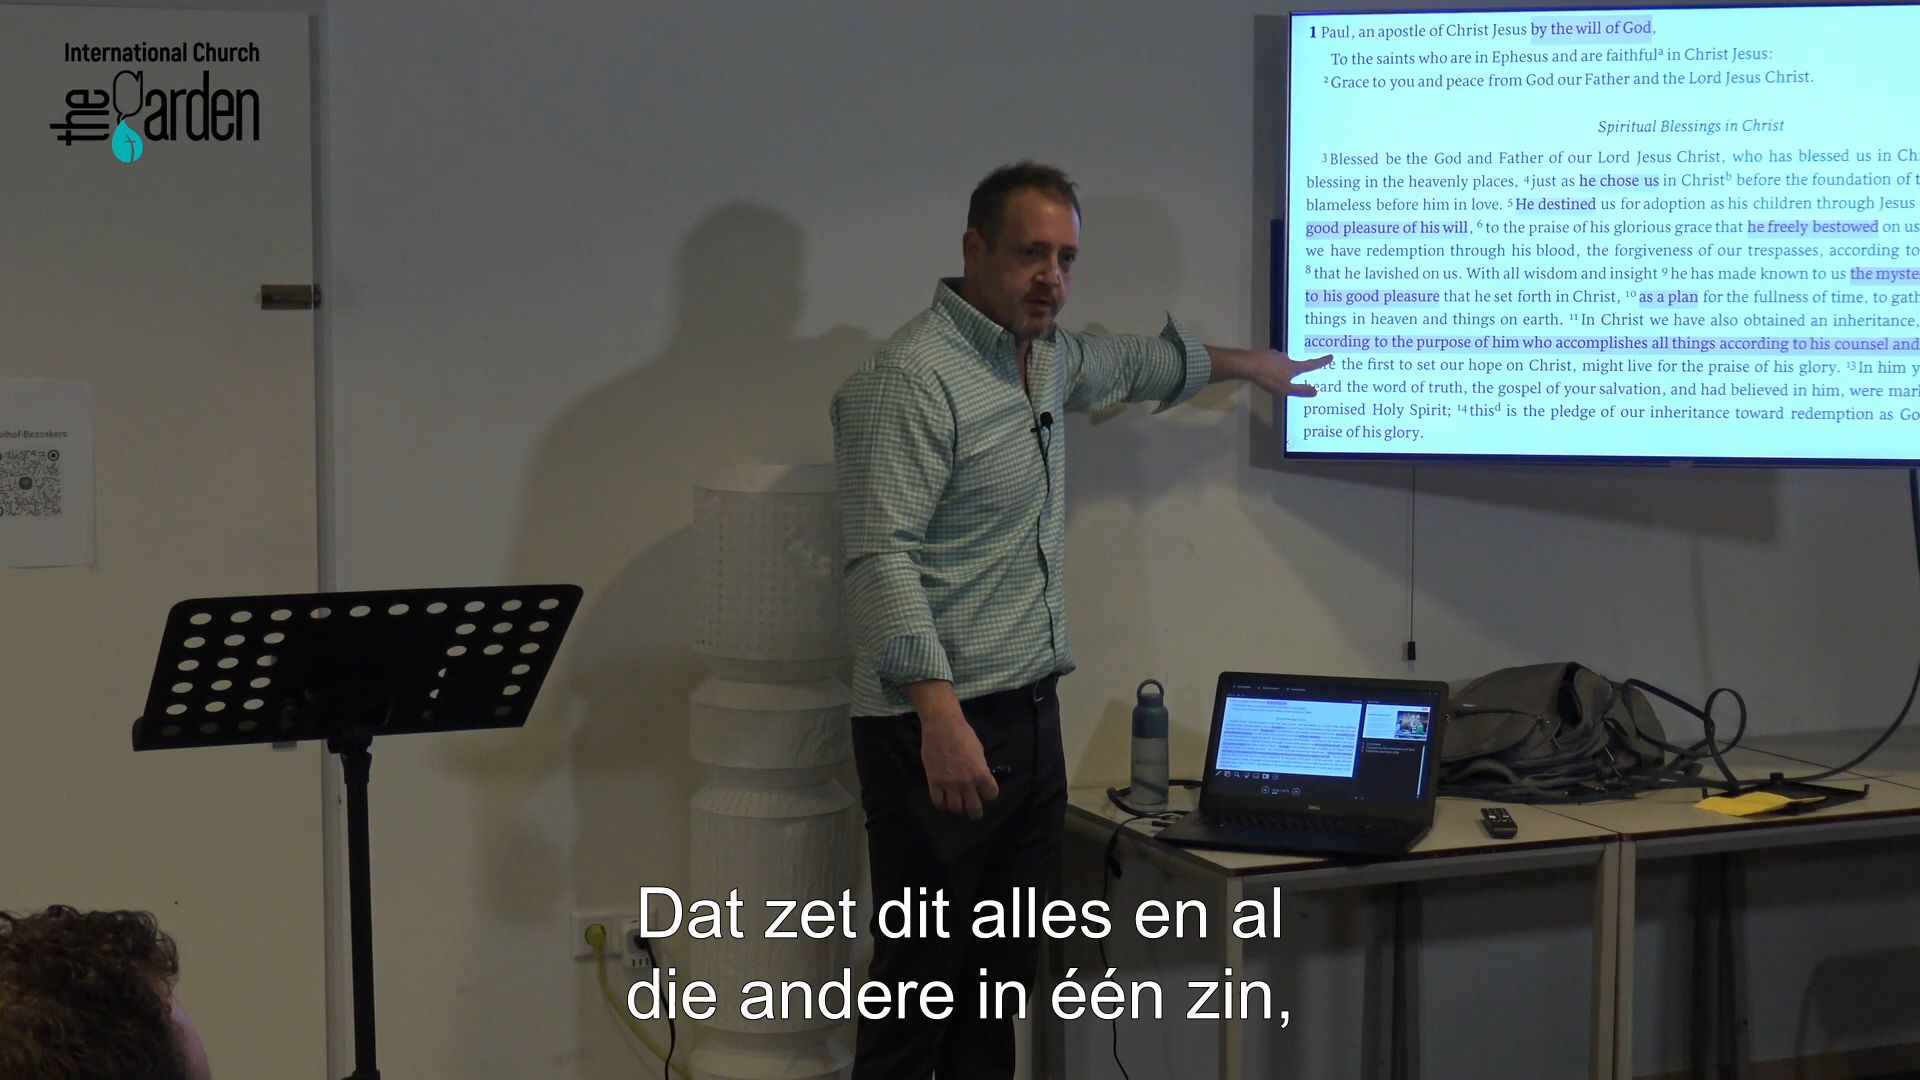 International Church
the Garden
1 Paul, an apostle of Christ Jesus by the will of God,
To the saints who are in Ephesus and are faithfulᵃ in Christ Jesus:
² Grace to you and peace from God our Father and the Lord Jesus Christ.
Spiritual Blessings in Christ
³ Blessed be the God and Father of our Lord Jesus Christ, who has blessed us in
blessing in the heavenly places, ⁴ just as he chose us in Christᵇ before the foundation of
blameless before him in love. ⁵ He destined us for adoption as his children through Jesus
good pleasure of his will, ⁶ to the praise of his glorious grace that he freely bestowed on us
we have redemption through his blood, the forgiveness of our trespasses, according to
⁸ that he lavished on us. With all wisdom and insight ⁹ he has made known to us the
to his good pleasure that he set forth in Christ, ¹⁰ as a plan for the fullness of time, to
things in heaven and things on earth. ¹¹ In Christ we have also obtained an inheritance,
according to the purpose of him who accomplishes all things according to his counsel and
the first to set our hope on Christ, might live for the praise of his glory. ¹³ In him
heard the word of truth, the gospel of your salvation, and had believed in him, were
promised Holy Spirit; ¹⁴ thisᵈ is the pledge of our inheritance toward redemption as
praise of his glory.
DELL
Dat zet dit alles en al
die andere in één zin,